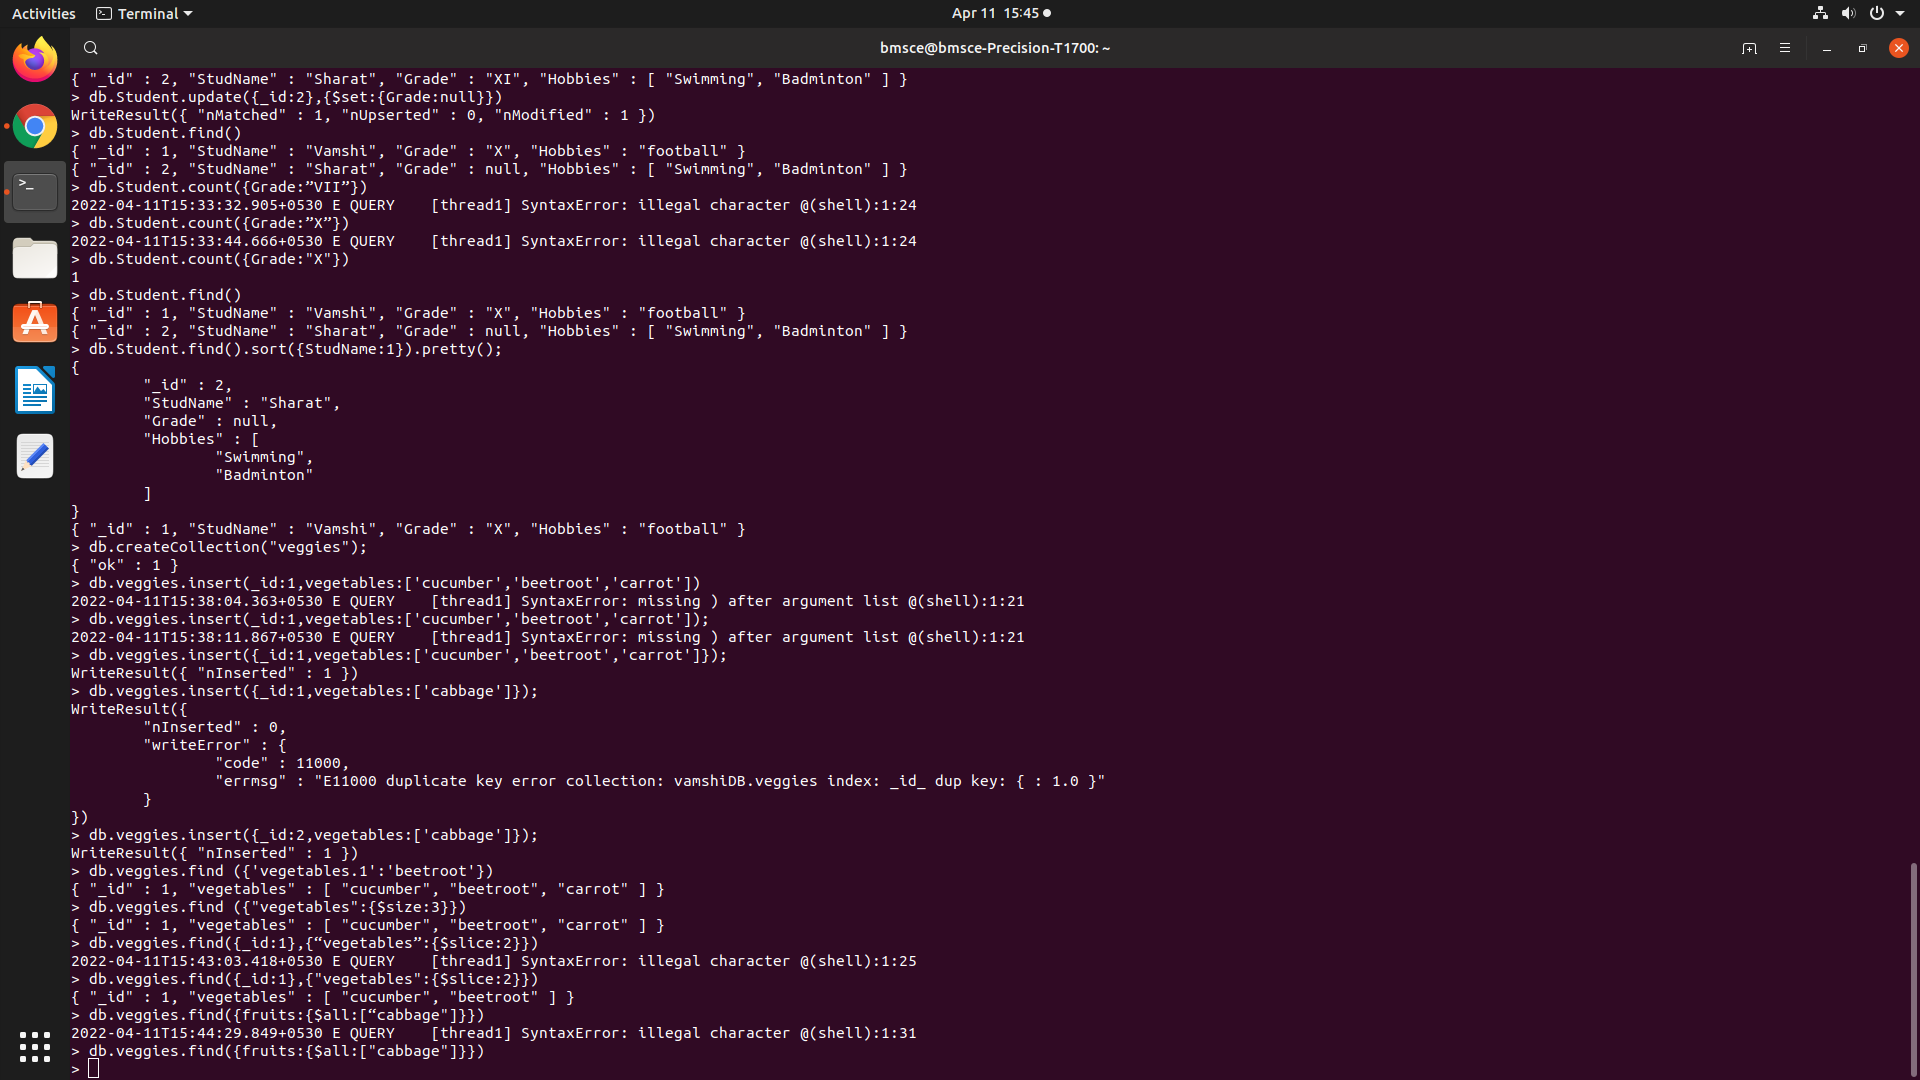 Activities Terminal Apr 11 15:45
bmsce@bmsce-Precision-T1700: ~
{ "_id" : 2, "StudName" : "Sharat", "Grade" : "XI", "Hobbies" : [ "Swimming", "Badminton" ] }
> db.Student.update({_id:2},{$set:{Grade:null}})
WriteResult({ "nMatched" : 1, "nUpserted" : 0, "nModified" : 1 })
> db.Student.find()
{ "_id" : 1, "StudName" : "Vamshi", "Grade" : "X", "Hobbies" : "football" }
{ "_id" : 2, "StudName" : "Sharat", "Grade" : null, "Hobbies" : [ "Swimming", "Badminton" ] }
> db.Student.count({Grade:”VII”})
2022-04-11T15:33:32.905+0530 E QUERY    [thread1] SyntaxError: illegal character @(shell):1:24
> db.Student.count({Grade:”X”})
2022-04-11T15:33:44.666+0530 E QUERY    [thread1] SyntaxError: illegal character @(shell):1:24
> db.Student.count({Grade:"X"})
1
> db.Student.find()
{ "_id" : 1, "StudName" : "Vamshi", "Grade" : "X", "Hobbies" : "football" }
{ "_id" : 2, "StudName" : "Sharat", "Grade" : null, "Hobbies" : [ "Swimming", "Badminton" ] }
> db.Student.find().sort({StudName:1}).pretty();
{
        "_id" : 2,
        "StudName" : "Sharat",
        "Grade" : null,
        "Hobbies" : [
                "Swimming",
                "Badminton"
        ]
}
{ "_id" : 1, "StudName" : "Vamshi", "Grade" : "X", "Hobbies" : "football" }
> db.createCollection("veggies");
{ "ok" : 1 }
> db.veggies.insert(_id:1,vegetables:['cucumber','beetroot','carrot'])
2022-04-11T15:38:04.363+0530 E QUERY    [thread1] SyntaxError: missing ) after argument list @(shell):1:21
> db.veggies.insert(_id:1,vegetables:['cucumber','beetroot','carrot']);
2022-04-11T15:38:11.867+0530 E QUERY    [thread1] SyntaxError: missing ) after argument list @(shell):1:21
> db.veggies.insert({_id:1,vegetables:['cucumber','beetroot','carrot']});
WriteResult({ "nInserted" : 1 })
> db.veggies.insert({_id:1,vegetables:['cabbage']});
WriteResult({
        "nInserted" : 0,
        "writeError" : {
                "code" : 11000,
                "errmsg" : "E11000 duplicate key error collection: vamshiDB.veggies index: _id_ dup key: { : 1.0 }"
        }
})
> db.veggies.insert({_id:2,vegetables:['cabbage']});
WriteResult({ "nInserted" : 1 })
> db.veggies.find ({'vegetables.1':'beetroot'})
{ "_id" : 1, "vegetables" : [ "cucumber", "beetroot", "carrot" ] }
> db.veggies.find ({"vegetables":{$size:3}})
{ "_id" : 1, "vegetables" : [ "cucumber", "beetroot", "carrot" ] }
> db.veggies.find({_id:1},{“vegetables”:{$slice:2}})
2022-04-11T15:43:03.418+0530 E QUERY    [thread1] SyntaxError: illegal character @(shell):1:25
> db.veggies.find({_id:1},{"vegetables":{$slice:2}})
{ "_id" : 1, "vegetables" : [ "cucumber", "beetroot" ] }
> db.veggies.find({fruits:{$all:[“cabbage"]}})
2022-04-11T15:44:29.849+0530 E QUERY    [thread1] SyntaxError: illegal character @(shell):1:31
> db.veggies.find({fruits:{$all:["cabbage"]}})
>